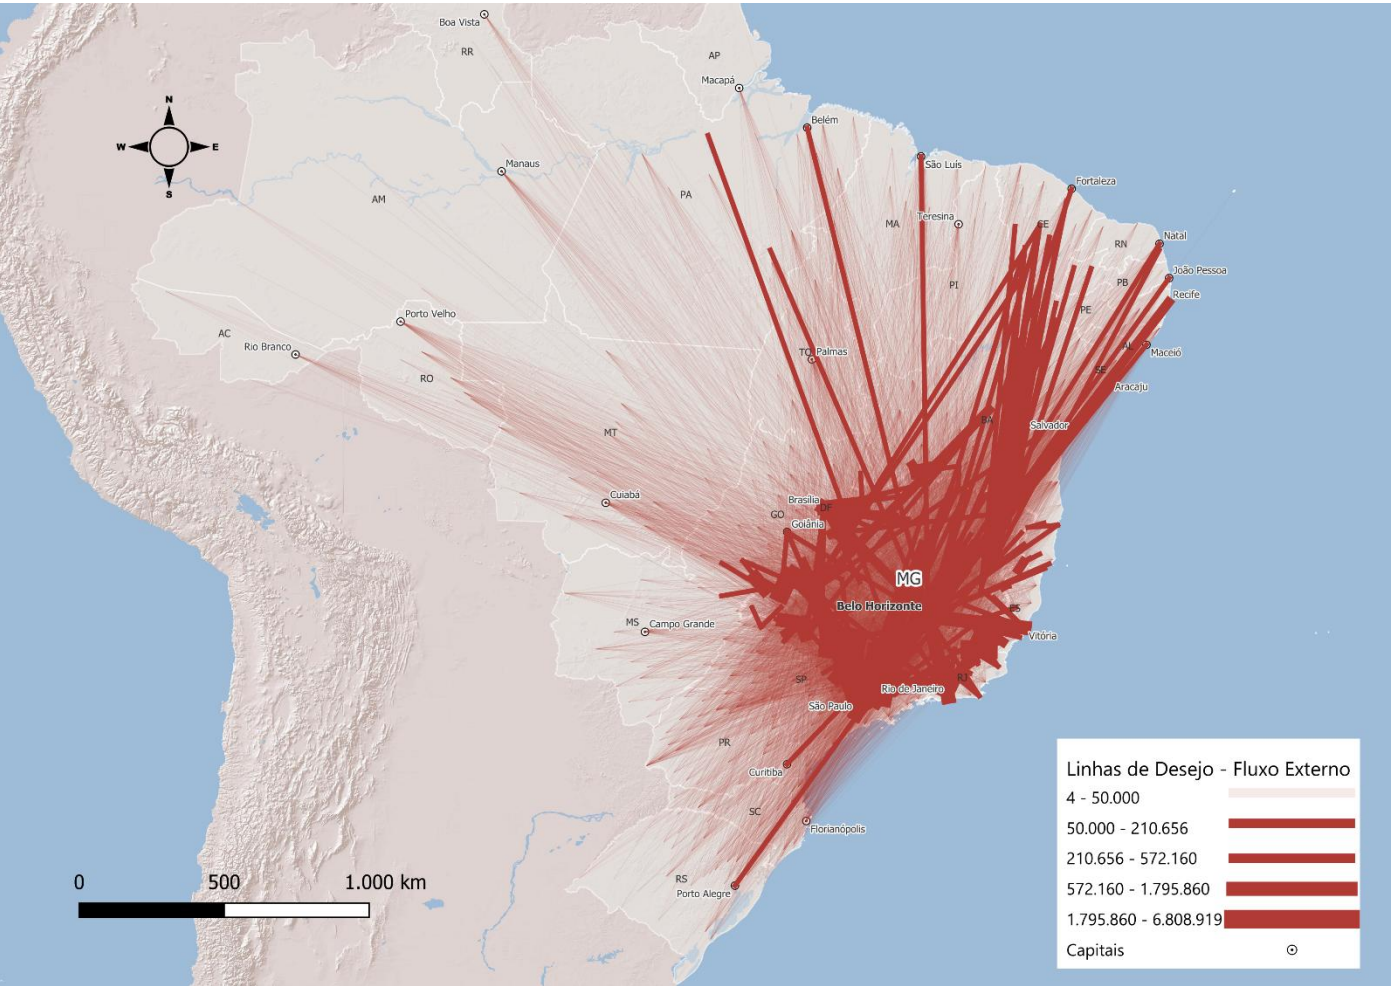 Boa Vista
RR
AP
Macapá
N
W
E
S
Belém
Manaus
São Luís
Fortaleza
AM
PA
MA
Teresina
CE
Natal
RN
João Pessoa
PI
PB
Recife
PE
Porto Velho
AC
Rio Branco
TO
Palmas
AL
Maceió
SE
Aracaju
RO
MT
BA
Salvador
Cuiabá
Brasília
DF
GO
Goiânia
MG
Belo Horizonte
ES
MS
Campo Grande
Vitória
SP
RJ
Rio de Janeiro
São Paulo
PR
Curitiba
SC
Florianópolis
RS
Porto Alegre
0 500 1.000 km
Linhas de Desejo - Fluxo Externo
4 - 50.000
50.000 - 210.656
210.656 - 572.160
572.160 - 1.795.860
1.795.860 - 6.808.919
Capitais